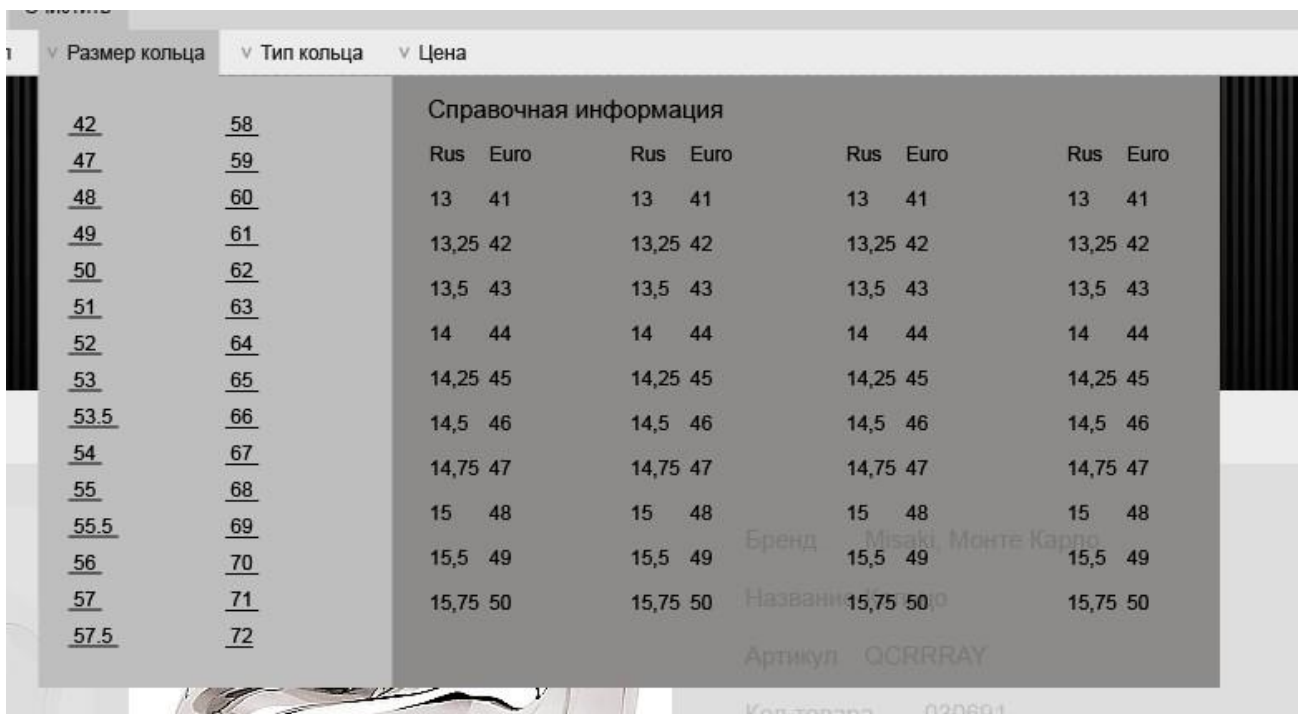 Очистить
Размер кольца Тип кольца Цена
42 58
47 59
48 60
49 61
50 62
51 63
52 64
53 65
53.5 66
54 67
55 68
55.5 69
56 70
57 71
57.5 72
Справочная информация
Rus Euro Rus Euro Rus Euro Rus Euro
13 41 13 41 13 41 13 41
13,25 42 13,25 42 13,25 42 13,25 42
13,5 43 13,5 43 13,5 43 13,5 43
14 44 14 44 14 44 14 44
14,25 45 14,25 45 14,25 45 14,25 45
14,5 46 14,5 46 14,5 46 14,5 46
14,75 47 14,75 47 14,75 47 14,75 47
15 48 15 48 15 48 15 48
15,5 49 15,5 49 15,5 49 15,5 49
15,75 50 15,75 50 15,75 50 15,75 50
Бренд Misaki, Монте Карло
Название Кольцо
Артикул QCRRRAY
Код товара 030691